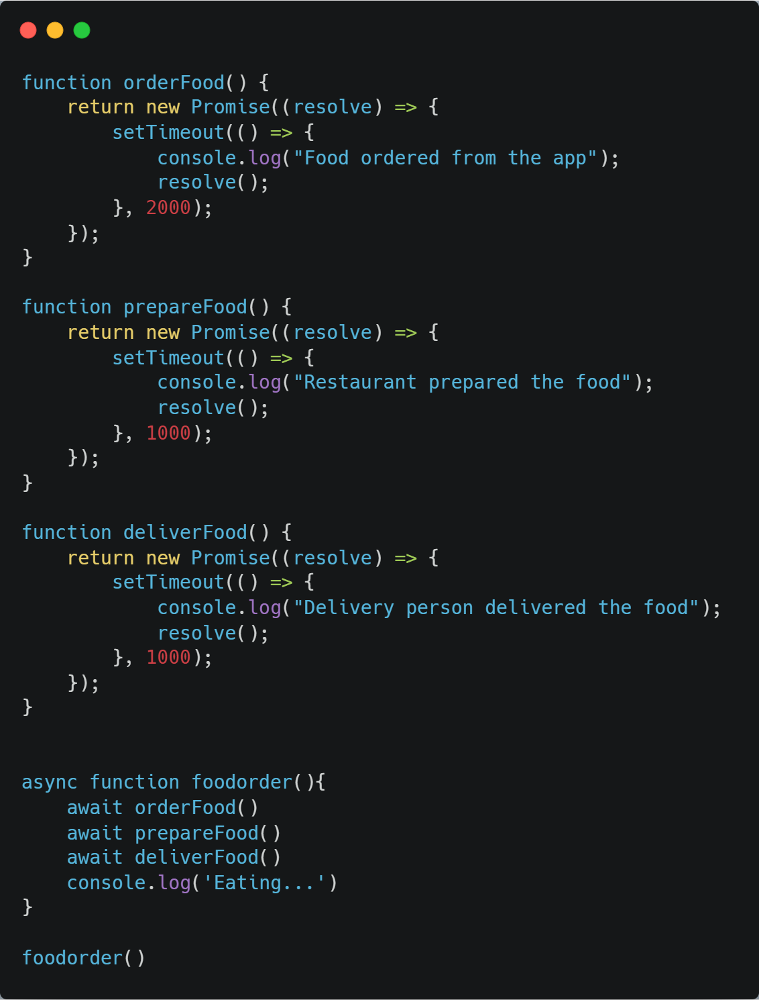 function orderFood() {
    return new Promise((resolve) => {
        setTimeout(() => {
            console.log("Food ordered from the app");
            resolve();
        }, 2000);
    });
}

function prepareFood() {
    return new Promise((resolve) => {
        setTimeout(() => {
            console.log("Restaurant prepared the food");
            resolve();
        }, 1000);
    });
}

function deliverFood() {
    return new Promise((resolve) => {
        setTimeout(() => {
            console.log("Delivery person delivered the food");
            resolve();
        }, 1000);
    });
}


async function foodorder(){
    await orderFood()
    await prepareFood()
    await deliverFood()
    console.log('Eating...')
}

foodorder()